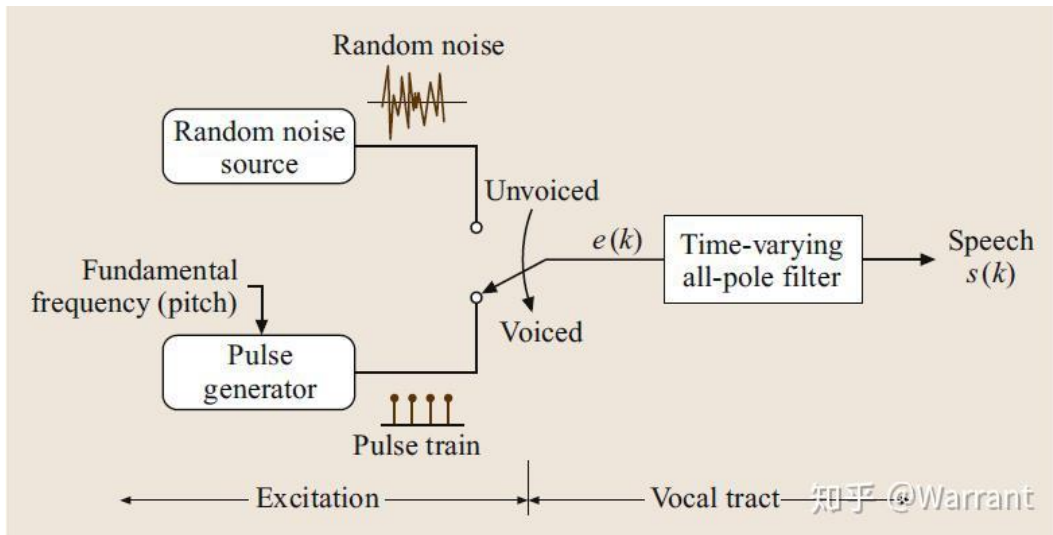 Random noise
Random noise
source
Unvoiced
e(k)
Time-varying
all-pole filter
Speech
s(k)
Fundamental
frequency (pitch)
Voiced
Pulse
generator
Pulse train
Excitation
Vocal tract
知乎 @Warrant